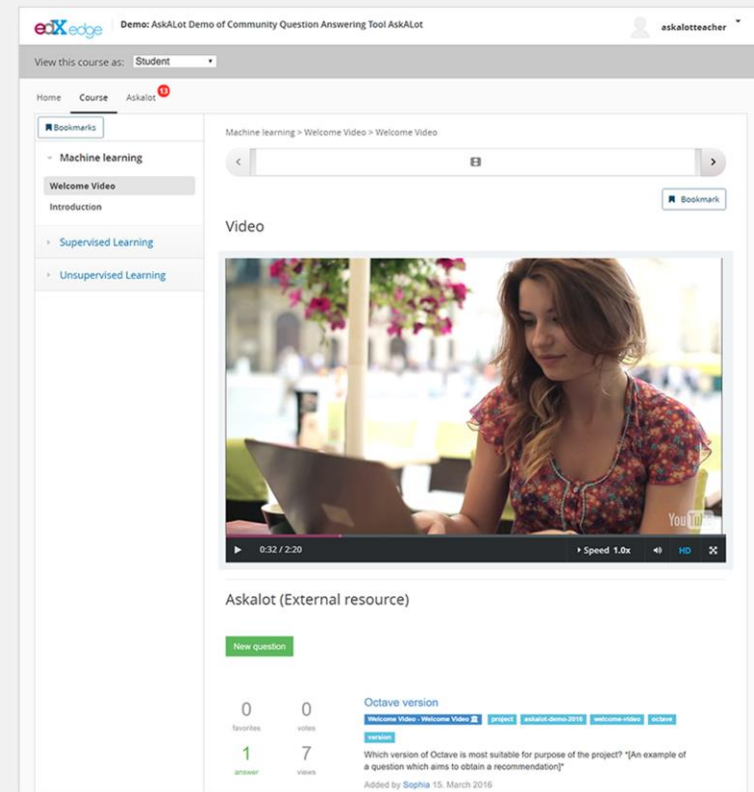 edX edge
Demo: AskALot Demo of Community Question Answering Tool AskALot
askalotteacher
View this course as: Student
Home Course Askalot 13
Bookmarks
Machine learning
Welcome Video
Introduction
Supervised Learning
Unsupervised Learning
Machine learning > Welcome Video > Welcome Video
Bookmark
Video
YouTube
0:32 / 2:20 Speed 1.0x HD
Askalot (External resource)
New question
0 0
favorites votes
1 7
answer views
Octave version
Welcome Video - Welcome Video project askalot-demo-2016 welcome-video octave
version
Which version of Octave is most suitable for purpose of the project? "[An example of
a question which aims to obtain a recommendation]"
Added by Sophia 15. March 2016